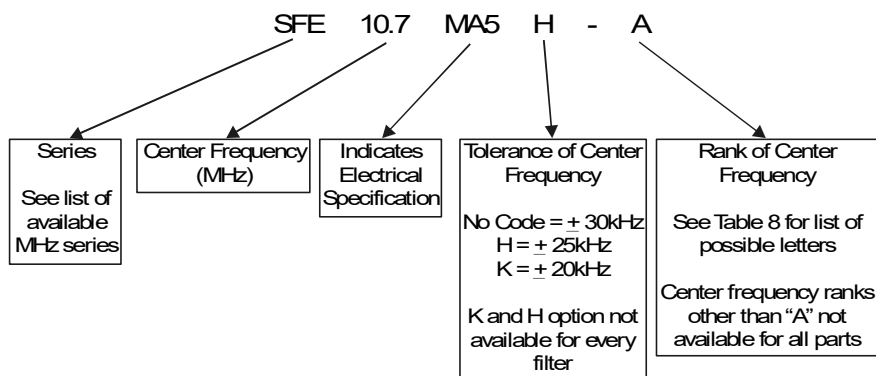 SFE 10.7 MA5 H - A
Series
See list of
available
MHz series
Center Frequency
(MHz)
Indicates
Electrical
Specification
Tolerance of Center
Frequency
No Code = ± 30kHz
H = ± 25kHz
K = ± 20kHz
K and H option not
available for every
filter
Rank of Center
Frequency
See Table 8 for list of
possible letters
Center frequency ranks
other than “A” not
available for all parts